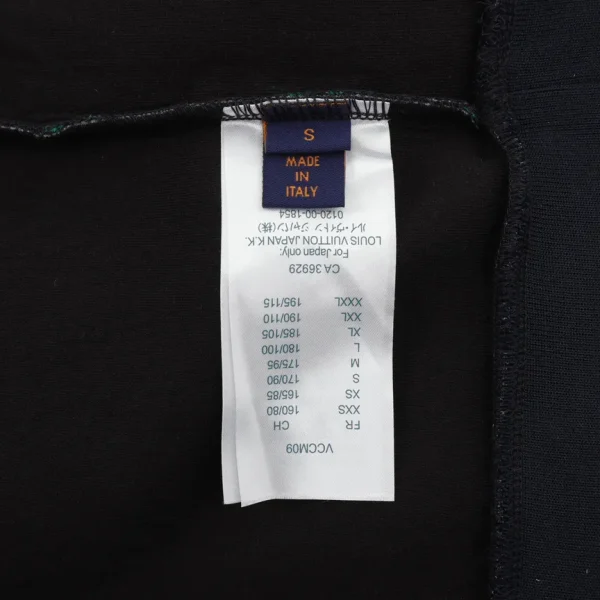 S
MADE
IN
ITALY
VCCM09
FR CH
XXS 160/80
XS 165/85
S 170/90
M 175/95
L 180/100
XL 185/105
XXL 190/110
XXXL 195/115
CA 36929
For Japan only:
LOUIS VUITTON JAPAN K.K.
ルイ・ヴィトン ジャパン(株)
0120-00-1854